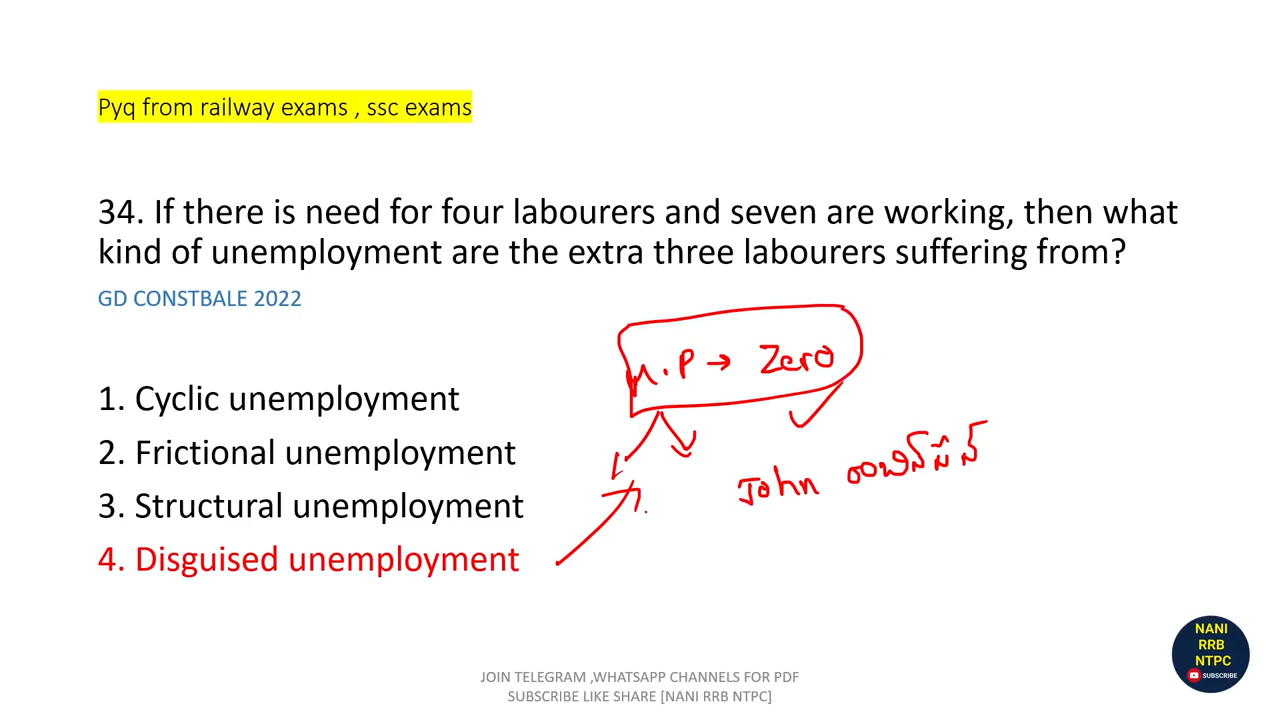 Pyq from railway exams , ssc exams
34. If there is need for four labourers and seven are working, then what
kind of unemployment are the extra three labourers suffering from?
GD CONSTBALE 2022
M.P → Zero
1. Cyclic unemployment
2. Frictional unemployment
John
3. Structural unemployment
4. Disguised unemployment
NANI
RRB
NTPC
SUBSCRIBE
JOIN TELEGRAM ,WHATSAPP CHANNELS FOR PDF
SUBSCRIBE LIKE SHARE [NANI RRB NTPC]